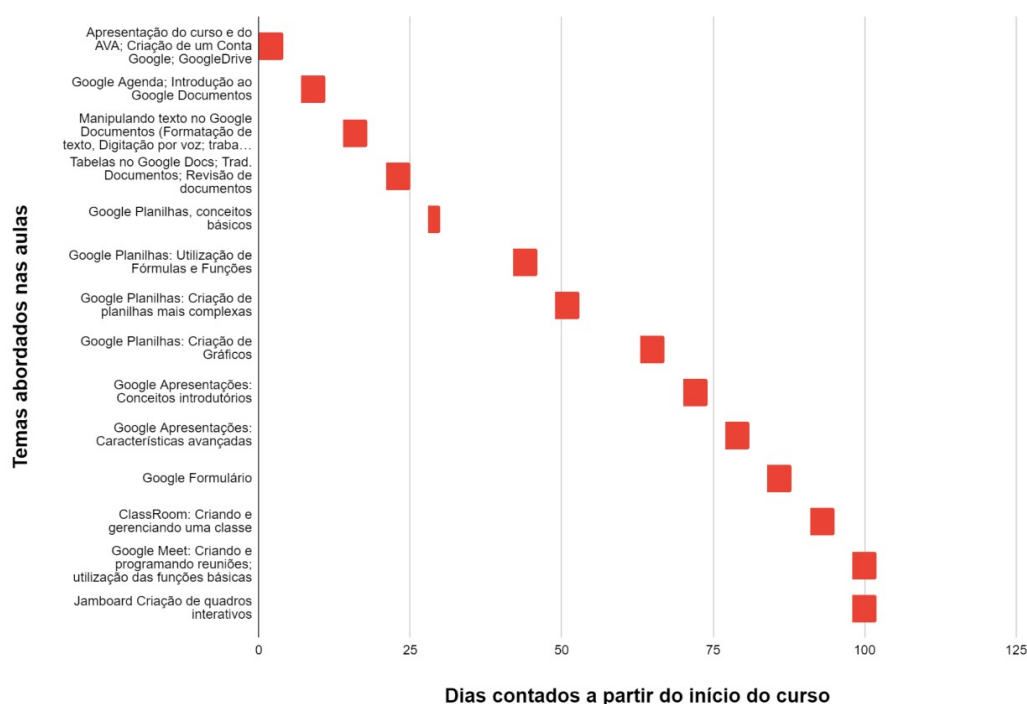 Apresentação do curso e do
AVA; Criação de um Conta
Google; GoogleDrive
Google Agenda; Introdução ao
Google Documentos
Manipulando texto no Google
Documentos (Formatação de
texto, Digitação por voz; traba…
Tabelas no Google Docs; Trad.
Documentos; Revisão de
documentos
Google Planilhas, conceitos
básicos
Google Planilhas: Utilização de
Fórmulas e Funções
Google Planilhas: Criação de
planilhas mais complexas
Google Planilhas: Criação de
Gráficos
Google Apresentações:
Conceitos introdutórios
Google Apresentações:
Características avançadas
Google Formulário
ClassRoom: Criando e
gerenciando uma classe
Google Meet: Criando e
programando reuniões;
utilização das funções básicas
Jamboard Criação de quadros
interativos
Temas abordados nas aulas
0 25 50 75 100 125
Dias contados a partir do início do curso